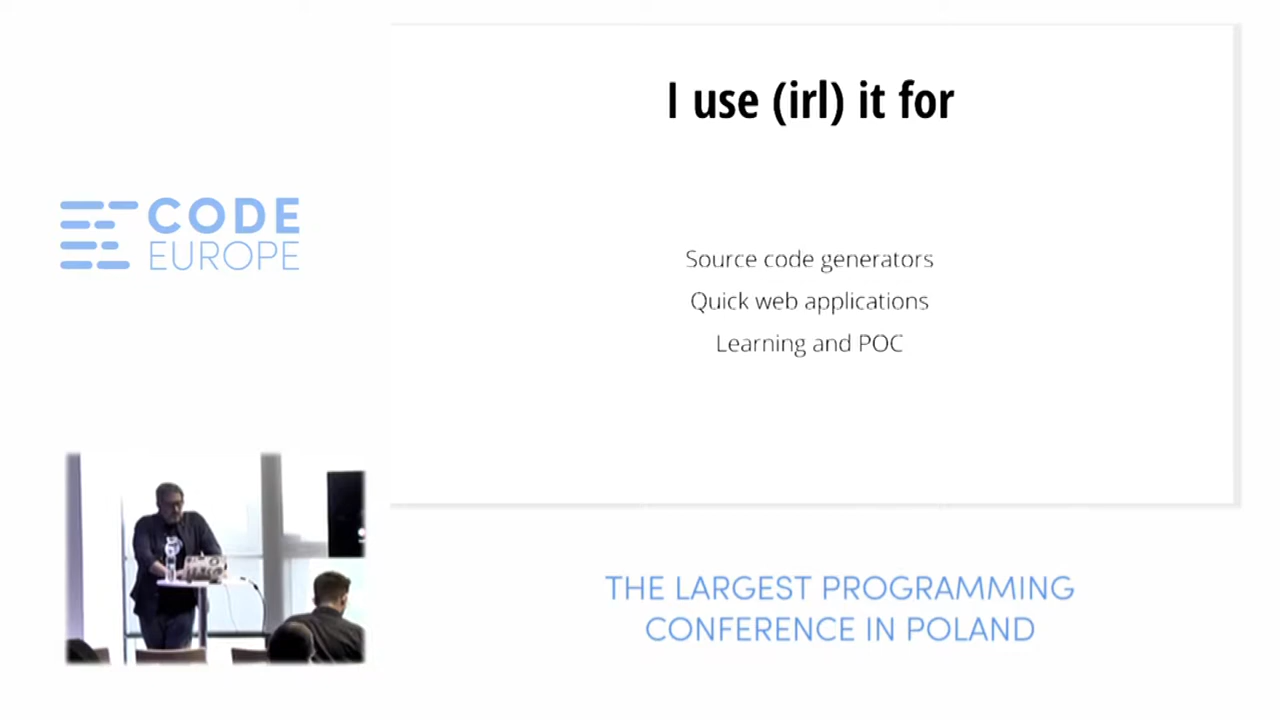 I use (irl) it for
CODE
EUROPE
Source code generators
Quick web applications
Learning and POC
THE LARGEST PROGRAMMING
CONFERENCE IN POLAND